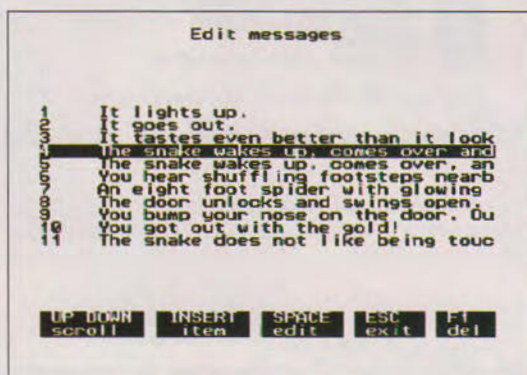 Edit messages
1 It lights up.
2 It goes out.
3 It tastes even better than it look
4 The snake wakes up, comes over and
5 The snake wakes up, comes over, an
6 You hear shuffling footsteps nearb
7 An eight foot spider with glowing
8 The door unlocks and swings open.
9 You bump your nose on the door. Ou
10 You got out with the gold!
11 The snake does not like being touc
UP DOWN INSERT SPACE ESC F1
scroll item edit exit del